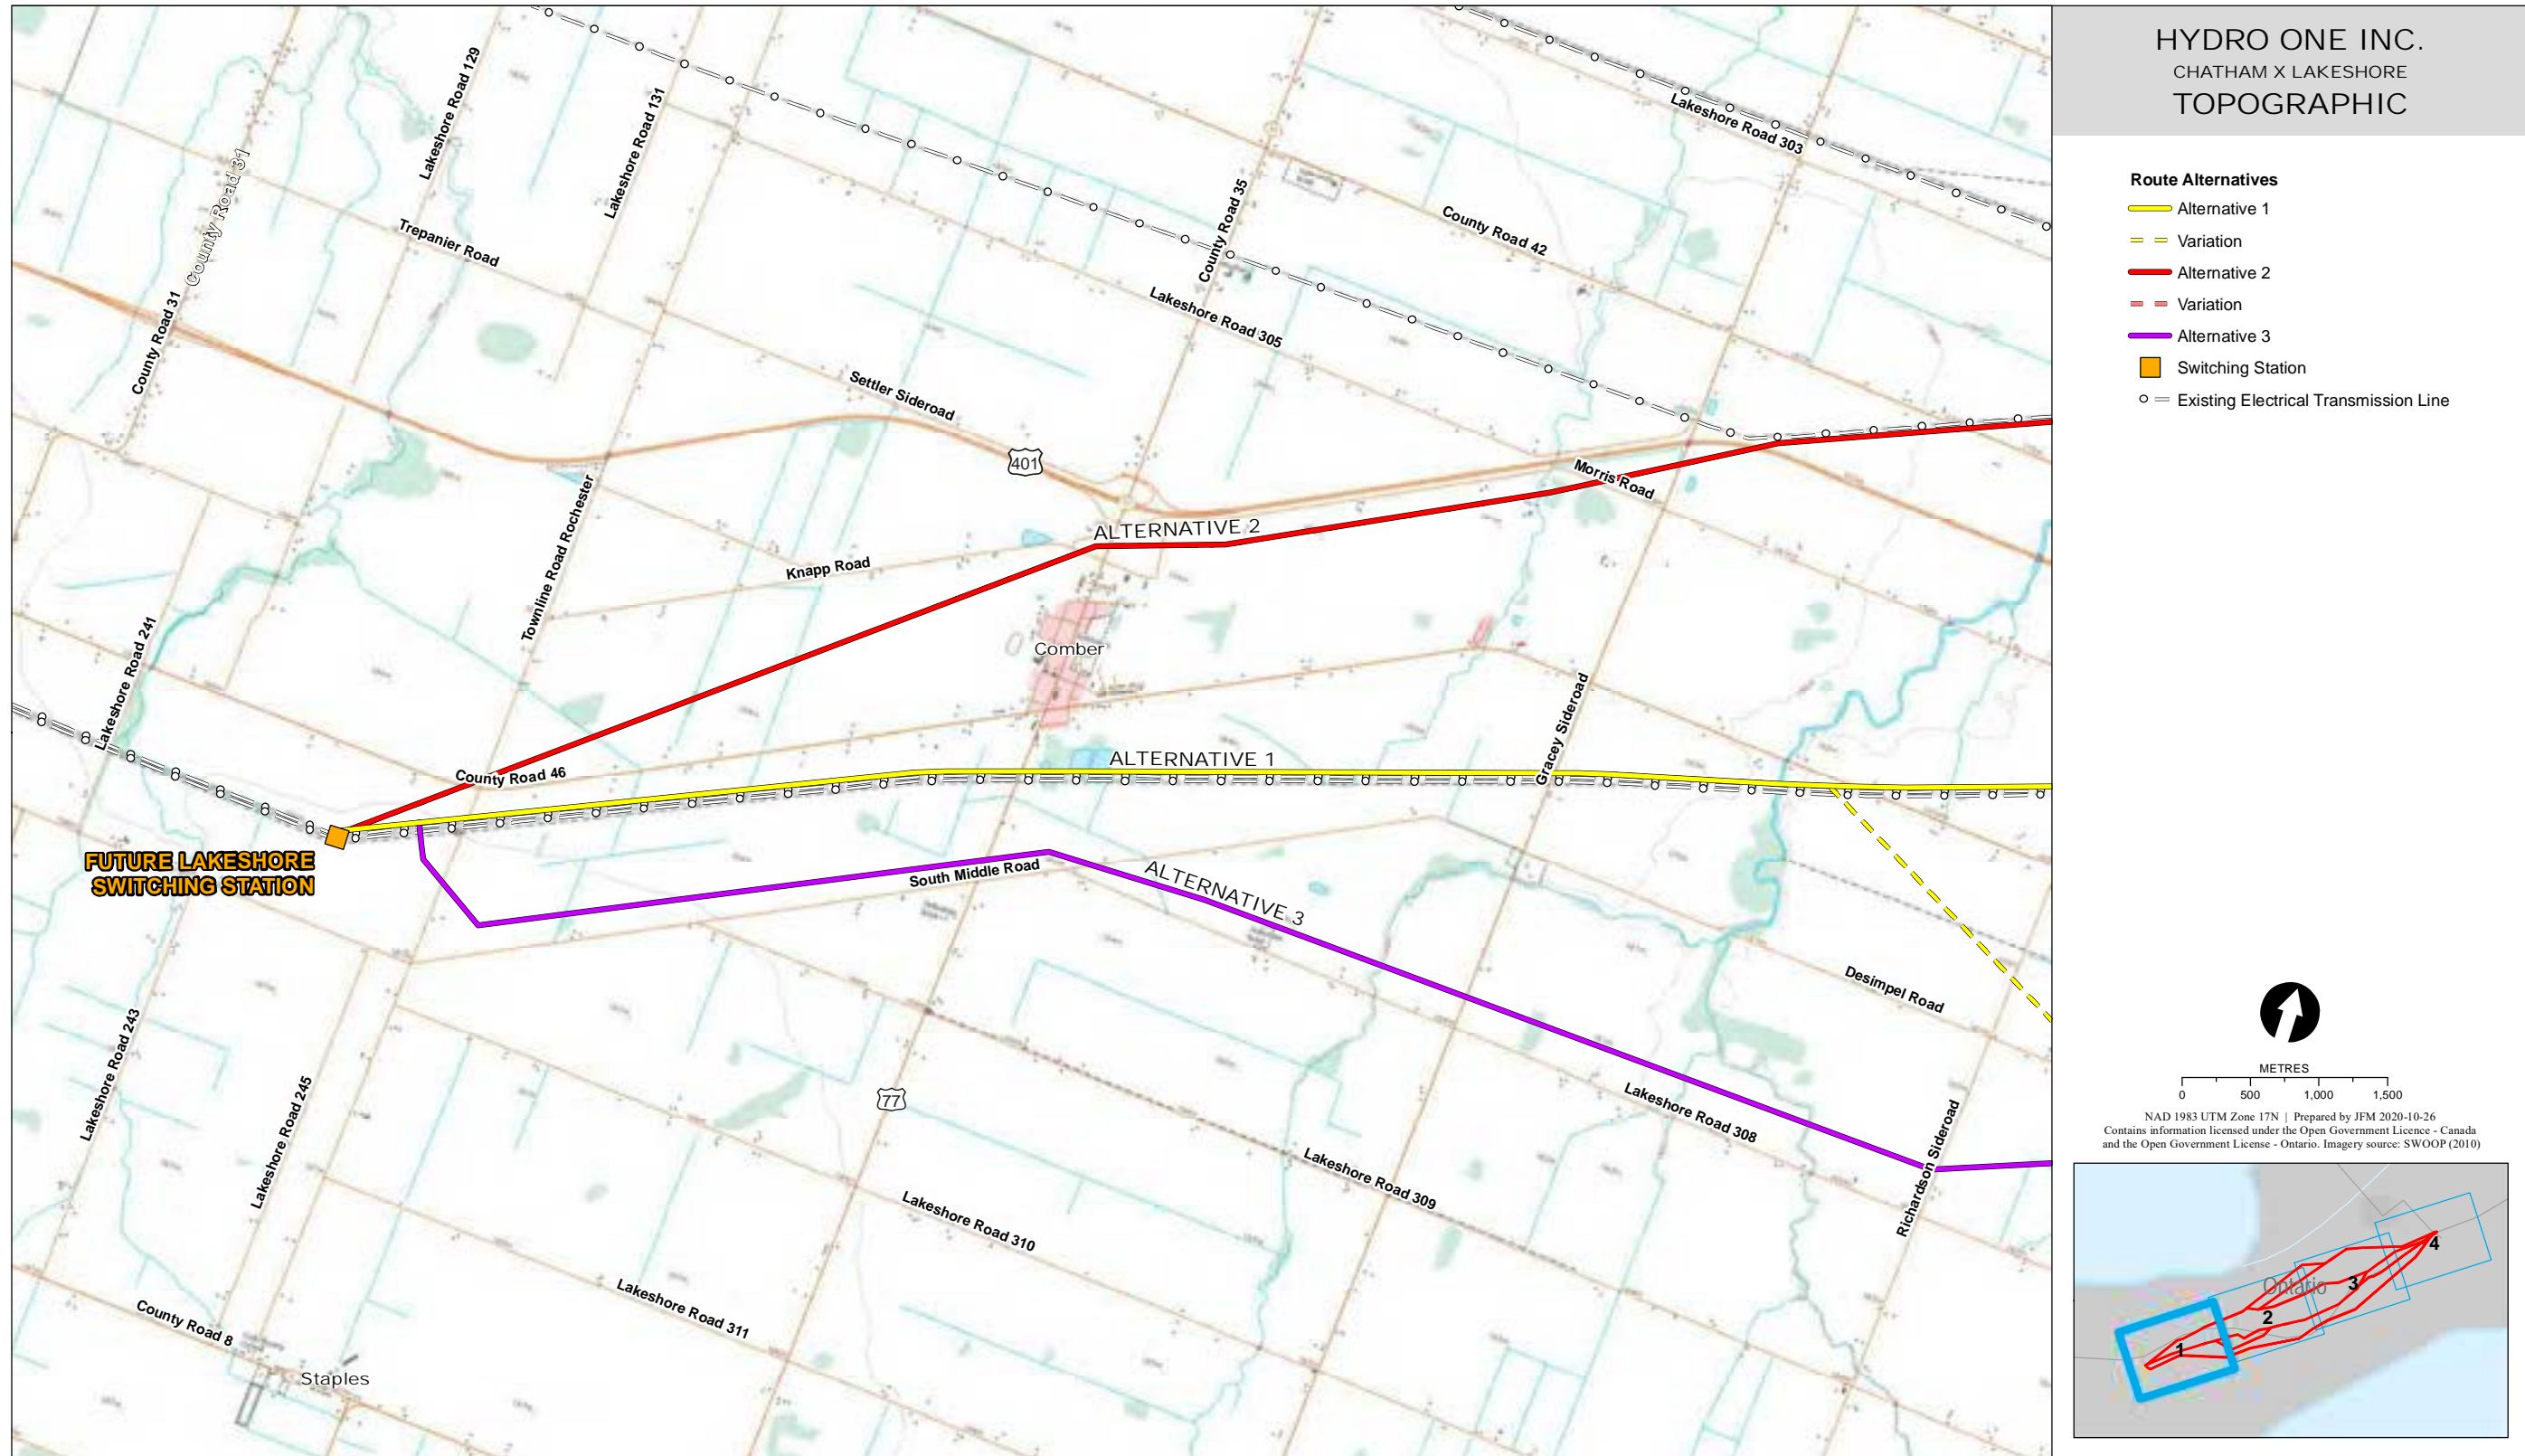 HYDRO ONE INC.
CHATHAM X LAKESHORE
TOPOGRAPHIC
Route Alternatives
Alternative 1
Variation
Alternative 2
Variation
Alternative 3
Switching Station
Existing Electrical Transmission Line
Lakeshore Road 129
Lakeshore Road 131
Lakeshore Road 303
County Road 31
County Road 35
County Road 42
Trepanier Road
County Road 31
Lakeshore Road 305
Settler Sideroad
401
Morris Road
ALTERNATIVE 2
Townline Road Rochester
Knapp Road
Comber
Lakeshore Road 241
Gracey Sideroad
ALTERNATIVE 1
County Road 46
FUTURE LAKESHORE
SWITCHING STATION
South Middle Road
ALTERNATIVE 3
Desimpel Road
Lakeshore Road 243
Lakeshore Road 245
77
Lakeshore Road 308
Richardson Sideroad
Lakeshore Road 309
Lakeshore Road 310
Lakeshore Road 311
County Road 8
Staples
METRES
0 500 1,000 1,500
NAD 1983 UTM Zone 17N | Prepared by JFM 2020-10-26
Contains information licensed under the Open Government Licence - Canada
and the Open Government License - Ontario. Imagery source: SWOOP (2010)
4
Ontario
3
2
1